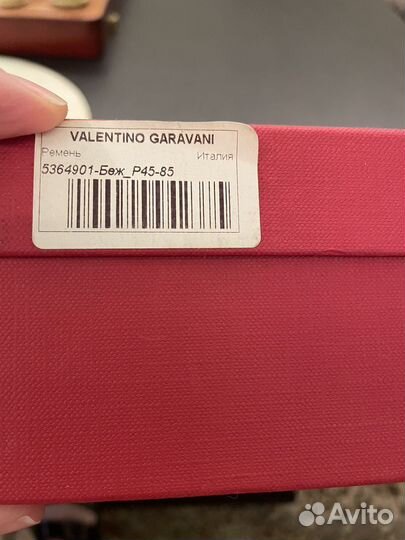 VALENTINO GARAVANI
Ремень Италия
5364901-Беж_Р45-85
Avito